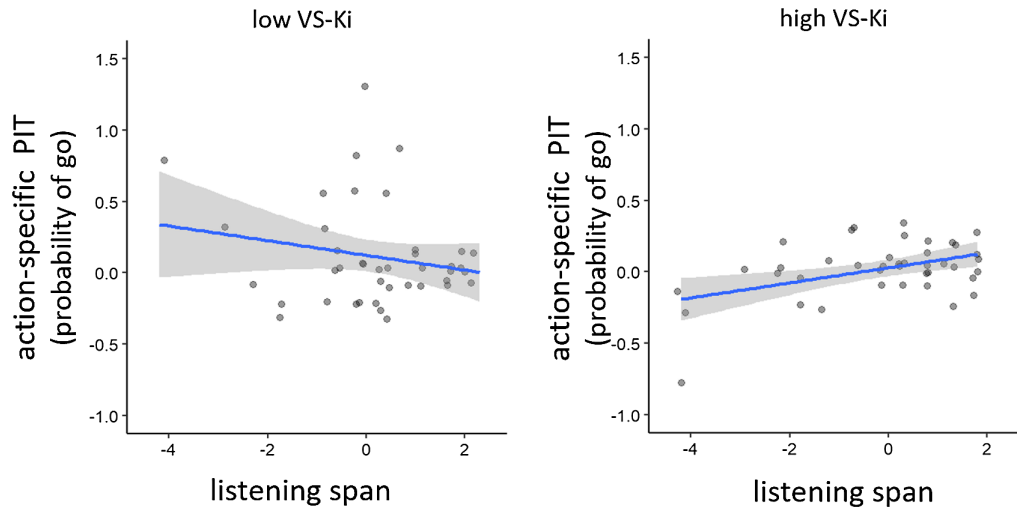 low VS-Ki
action-specific PIT
(probability of go)
1.5
1.0
0.5
0.0
-0.5
-1.0
-4
-2
0
2
listening span
high VS-Ki
action-specific PIT
(probability of go)
1.5
1.0
0.5
0.0
-0.5
-1.0
-4
-2
0
2
listening span